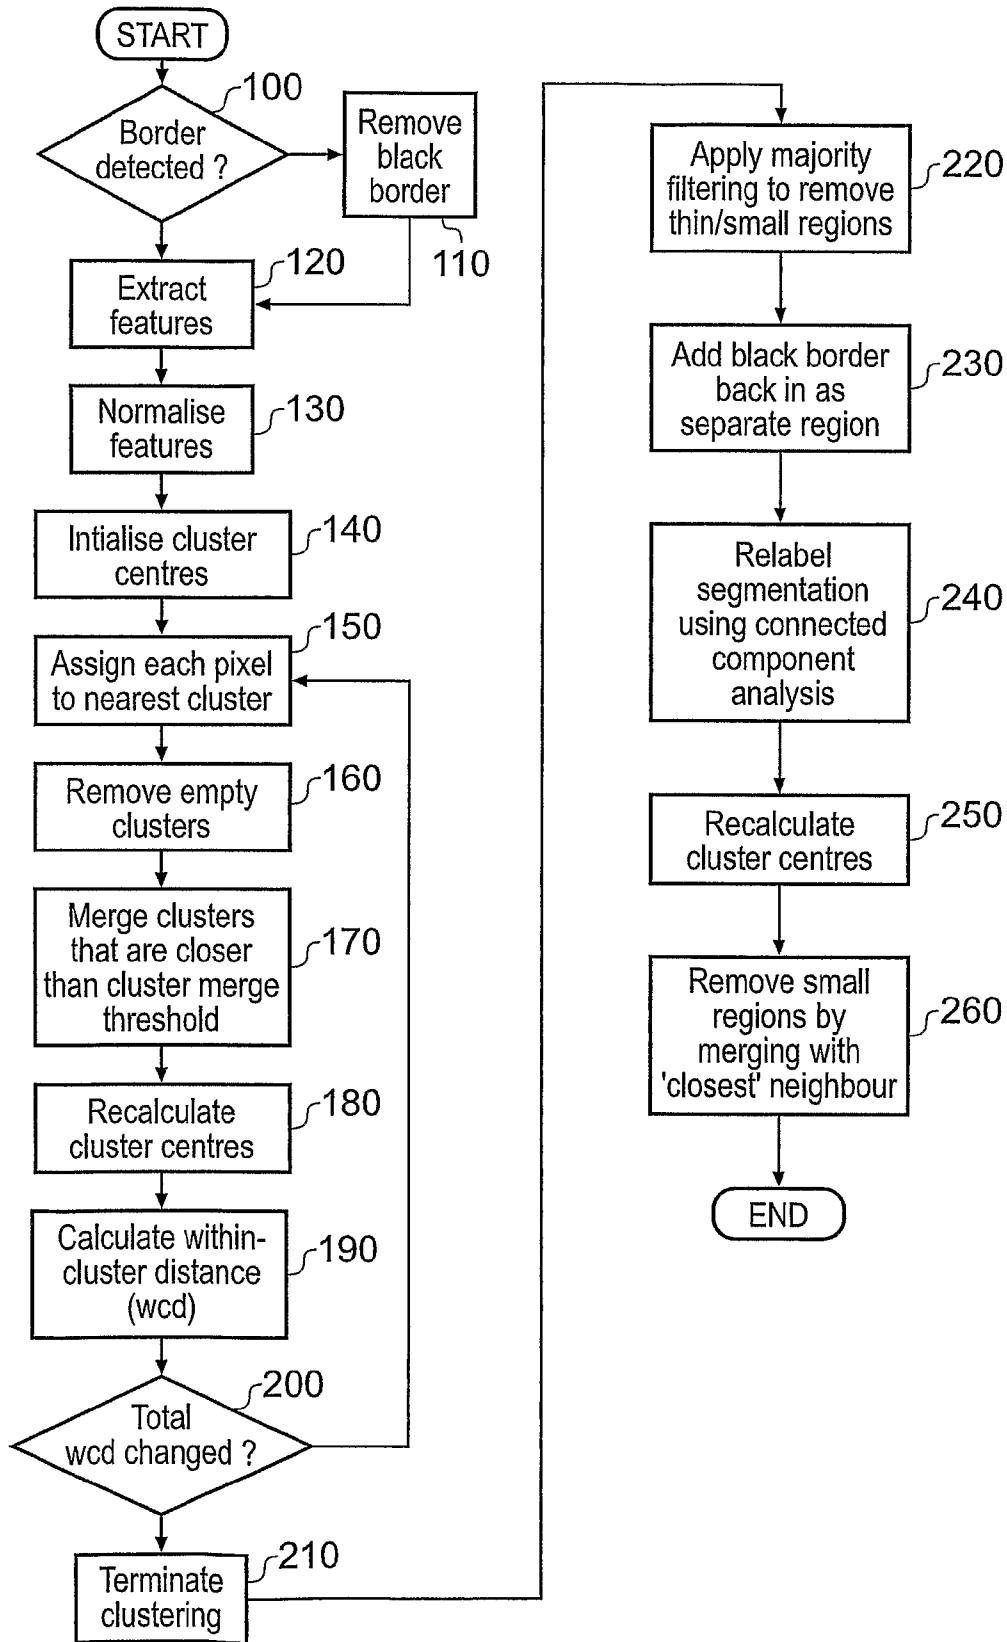 START
100
Border
detected ?
Remove
black
border
110
120
Extract
features
130
Normalise
features
140
Intialise cluster
centres
150
Assign each pixel
to nearest cluster
160
Remove empty
clusters
170
Merge clusters
that are closer
than cluster merge
threshold
180
Recalculate
cluster centres
190
Calculate within-
cluster distance
(wcd)
200
Total
wcd changed ?
210
Terminate
clustering
220
Apply majority
filtering to remove
thin/small regions
230
Add black border
back in as
separate region
240
Relabel
segmentation
using connected
component
analysis
250
Recalculate
cluster centres
260
Remove small
regions by
merging with
'closest' neighbour
END